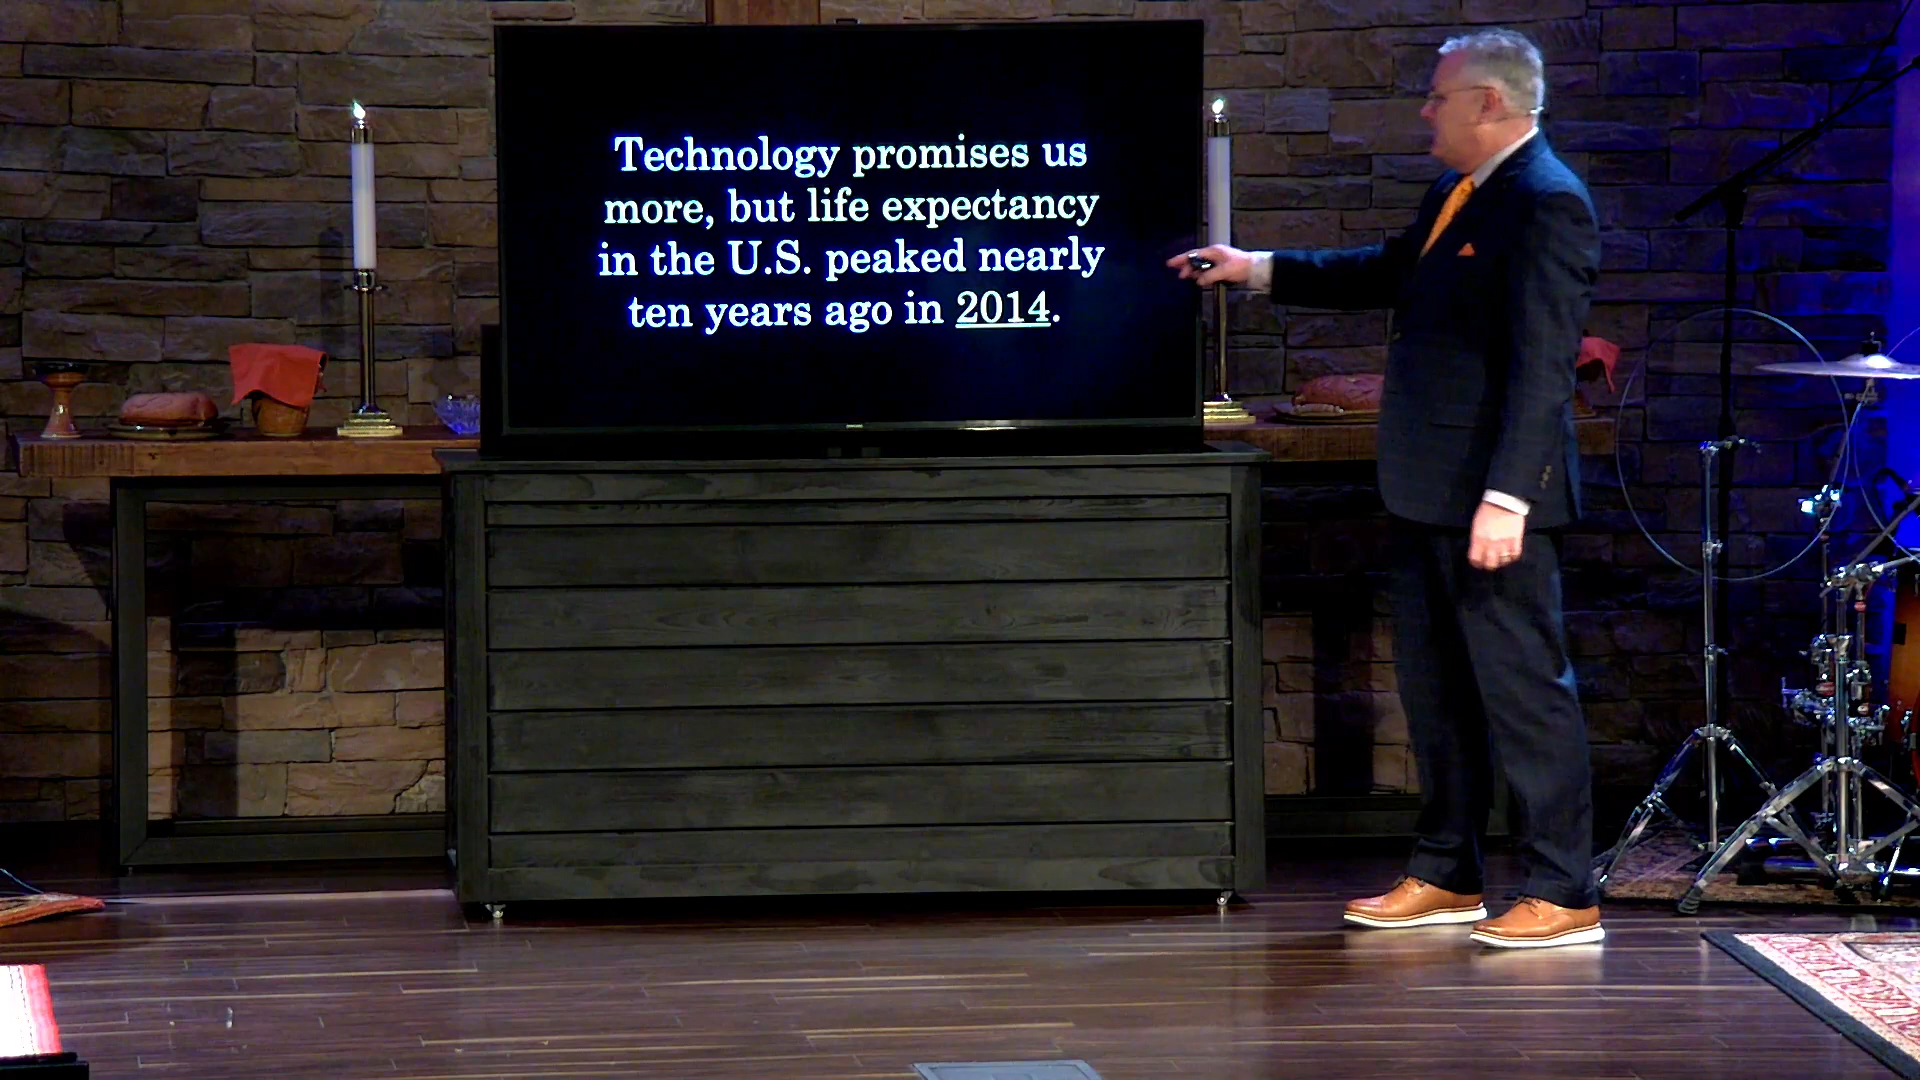 Technology promises us
more, but life expectancy
in the U.S. peaked nearly
ten years ago in 2014.